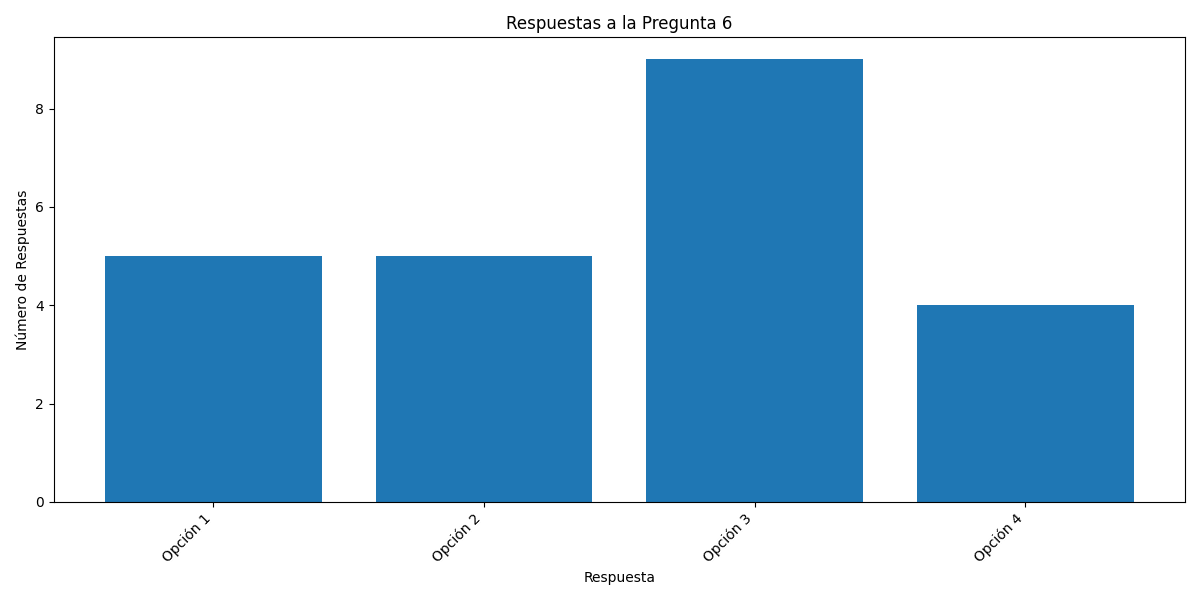 Respuestas a la Pregunta 6
Número de Respuestas
8
6
4
2
0
Opción 1
Opción 2
Opción 3
Opción 4
Respuesta